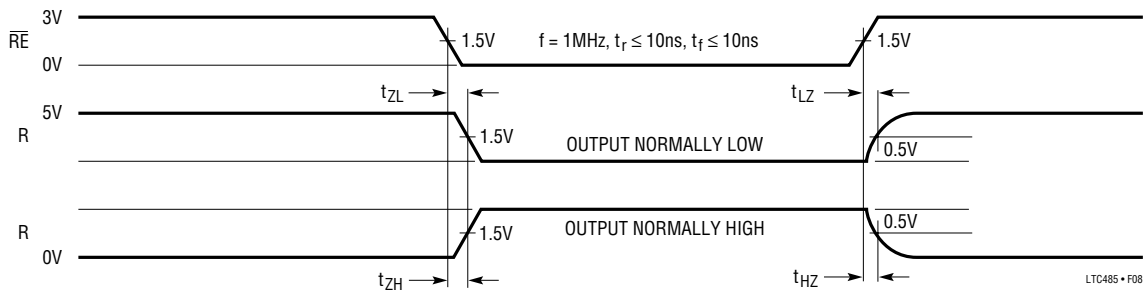 3V
RE
1.5V
f = 1MHz, tr ≤ 10ns, tf ≤ 10ns
1.5V
0V
tZL
tLZ
5V
R
1.5V
OUTPUT NORMALLY LOW
0.5V
R
1.5V
OUTPUT NORMALLY HIGH
0.5V
0V
tZH
tHZ
LTC485 • F08